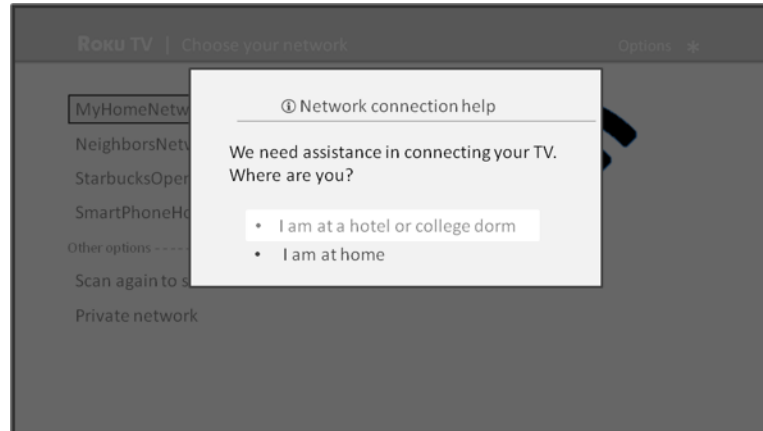 Roku TV | Choose your network
Options ✱
ⓘ Network connection help
We need assistance in connecting your TV.
Where are you?
• I am at a hotel or college dorm
• I am at home
MyHomeNetw
NeighborsNetw
StarbucksOper
SmartPhoneHo
Other options - - - - -
Scan again to s
Private network